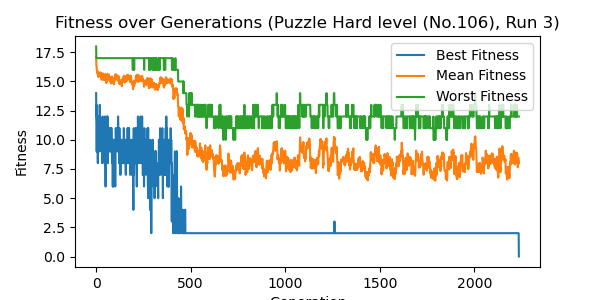 Fitness over Generations (Puzzle Hard level (No.106), Run 3)
Fitness
17.5
15.0
12.5
10.0
7.5
5.0
2.5
0.0
Best Fitness
Mean Fitness
Worst Fitness
0
500
1000
1500
2000
Generation